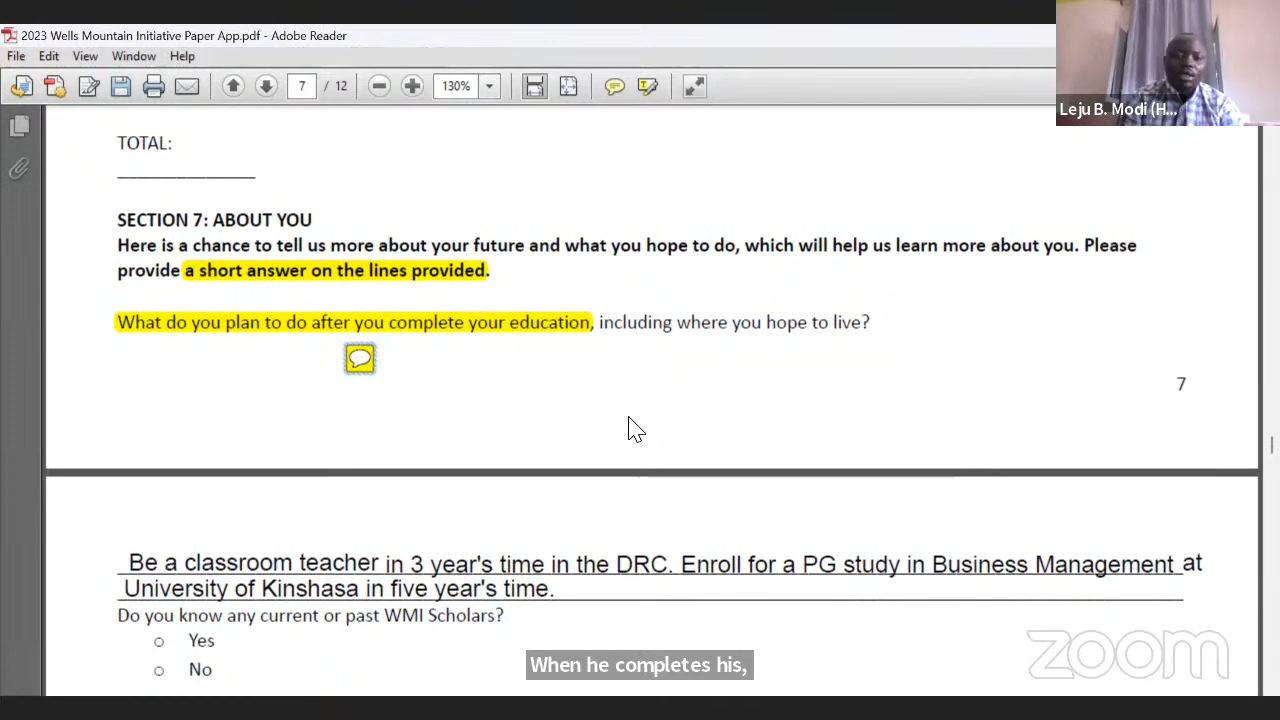 2023 Wells Mountain Initiative Paper App.pdf - Adobe Reader
File Edit View Window Help
7 / 12 130%
Leju B. Modi (H...
TOTAL:
SECTION 7: ABOUT YOU
Here is a chance to tell us more about your future and what you hope to do, which will help us learn more about you. Please
provide a short answer on the lines provided.
What do you plan to do after you complete your education, including where you hope to live?
7
Be a classroom teacher in 3 year's time in the DRC. Enroll for a PG study in Business Management at
University of Kinshasa in five year's time.
Do you know any current or past WMI Scholars?
o Yes
o No
When he completes his,
zoom